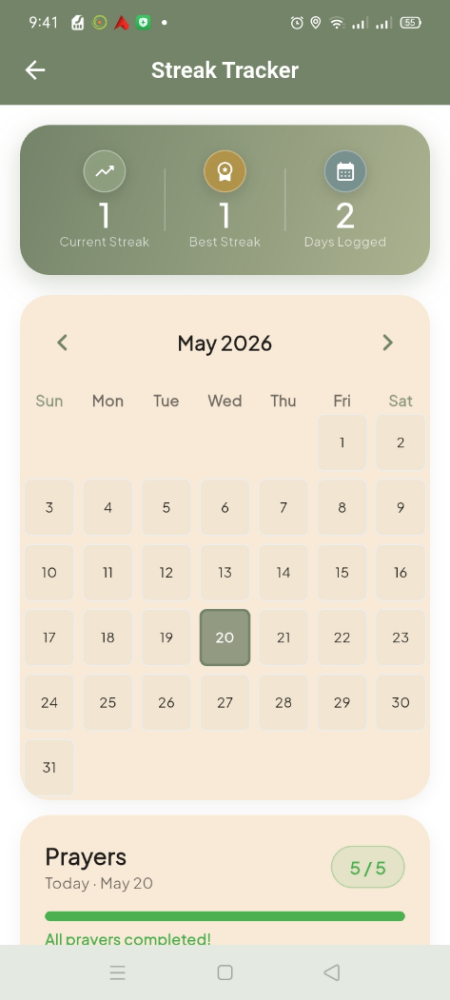 9:41
55
Streak Tracker
1 1 2
Current Streak Best Streak Days Logged
May 2026
Sun Mon Tue Wed Thu Fri Sat
1 2
3 4 5 6 7 8 9
10 11 12 13 14 15 16
17 18 19 20 21 22 23
24 25 26 27 28 29 30
31
Prayers
5 / 5
Today · May 20
All prayers completed!